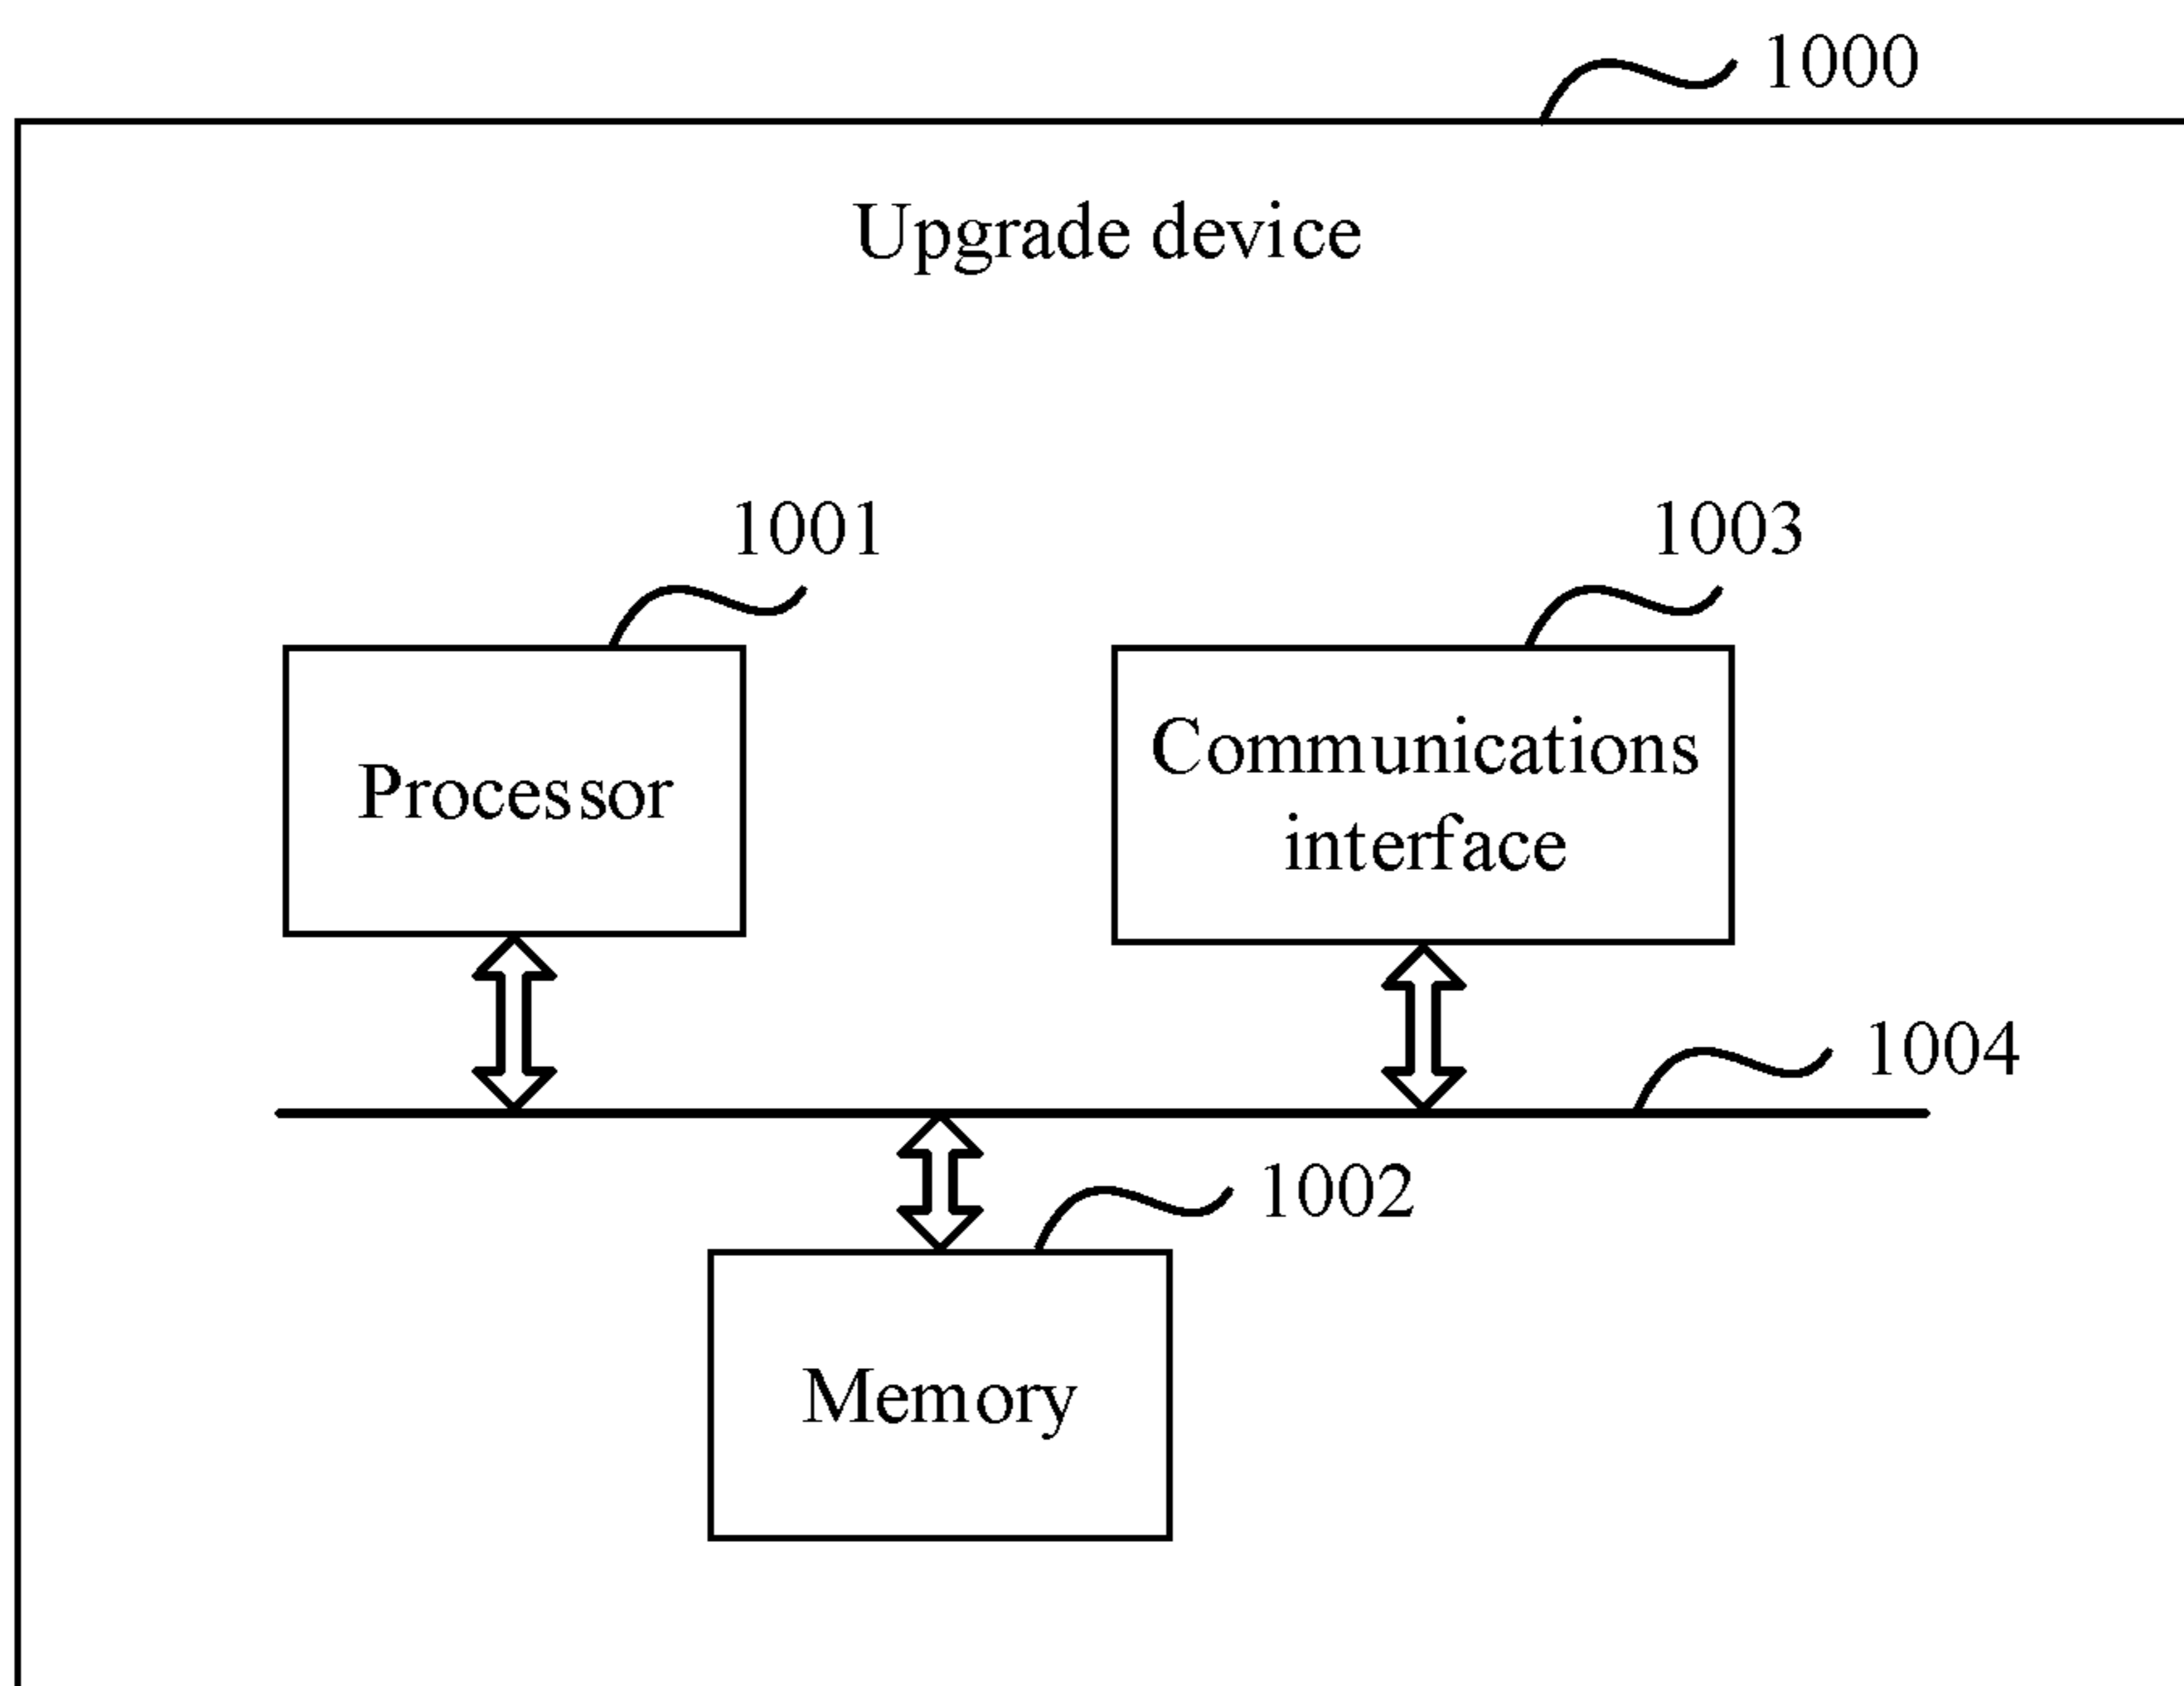 1000
Upgrade device
1001
1003
Processor
Communications
interface
1004
1002
Memory